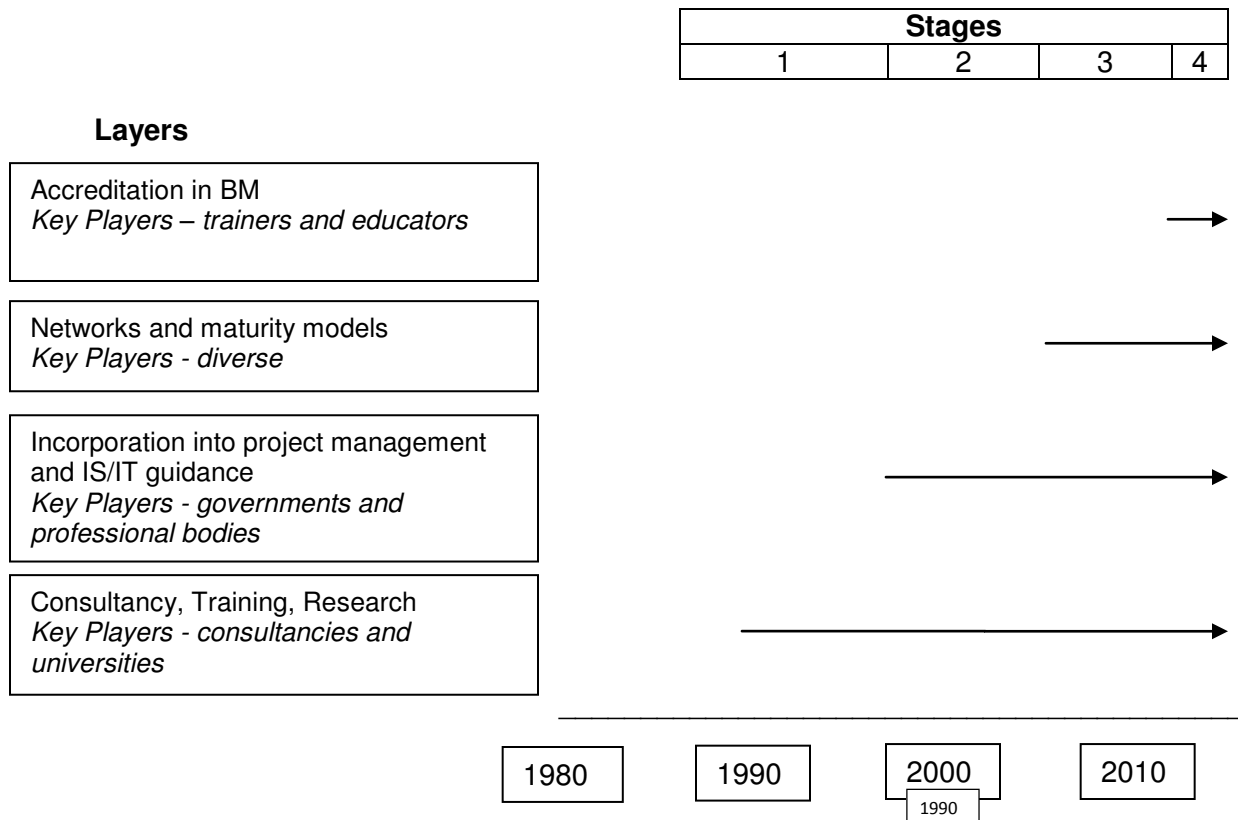 Stages
1 2 3 4
Layers
Accreditation in BM
Key Players – trainers and educators
Networks and maturity models
Key Players - diverse
Incorporation into project management
and IS/IT guidance
Key Players - governments and
professional bodies
Consultancy, Training, Research
Key Players - consultancies and
universities
1980 1990 2000 2010
1990